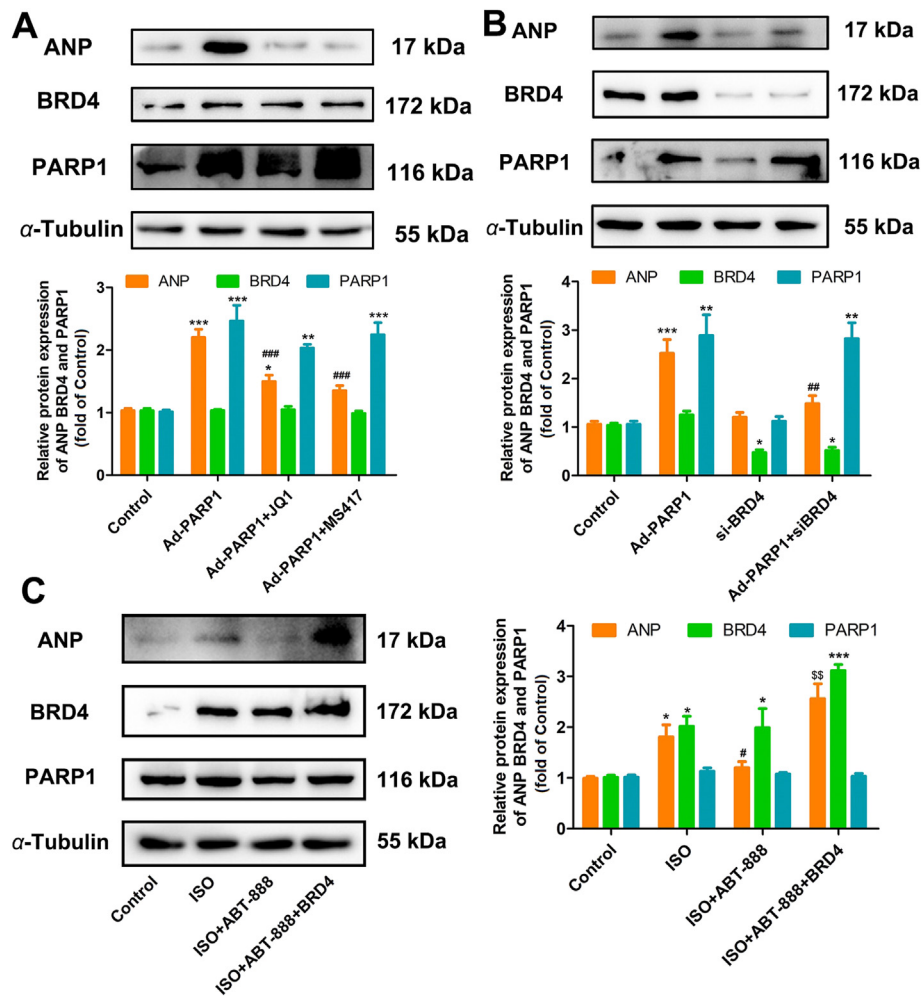 A
ANP
17 kDa
BRD4
172 kDa
PARP1
116 kDa
α-Tubulin
55 kDa
ANP BRD4 PARP1
Relative protein expression
of ANP BRD4 and PARP1
(fold of Control)
3
2
1
0
***
***
###
*
**
###
***
Control
Ad-PARP1
Ad-PARP1+JQ1
Ad-PARP1+MS417
B
ANP
17 kDa
BRD4
172 kDa
PARP1
116 kDa
α-Tubulin
55 kDa
ANP BRD4 PARP1
Relative protein expression
of ANP BRD4 and PARP1
(fold of Control)
4
3
2
1
0
***
**
*
##
*
**
Control
Ad-PARP1
si-BRD4
Ad-PARP1+siBRD4
C
ANP
17 kDa
BRD4
172 kDa
PARP1
116 kDa
α-Tubulin
55 kDa
Control
ISO
ISO+ABT-888
ISO+ABT-888+BRD4
ANP BRD4 PARP1
Relative protein expression
of ANP BRD4 and PARP1
(fold of Control)
4
3
2
1
0
*
*
#
*
$$
***
Control
ISO
ISO+ABT-888
ISO+ABT-888+BRD4